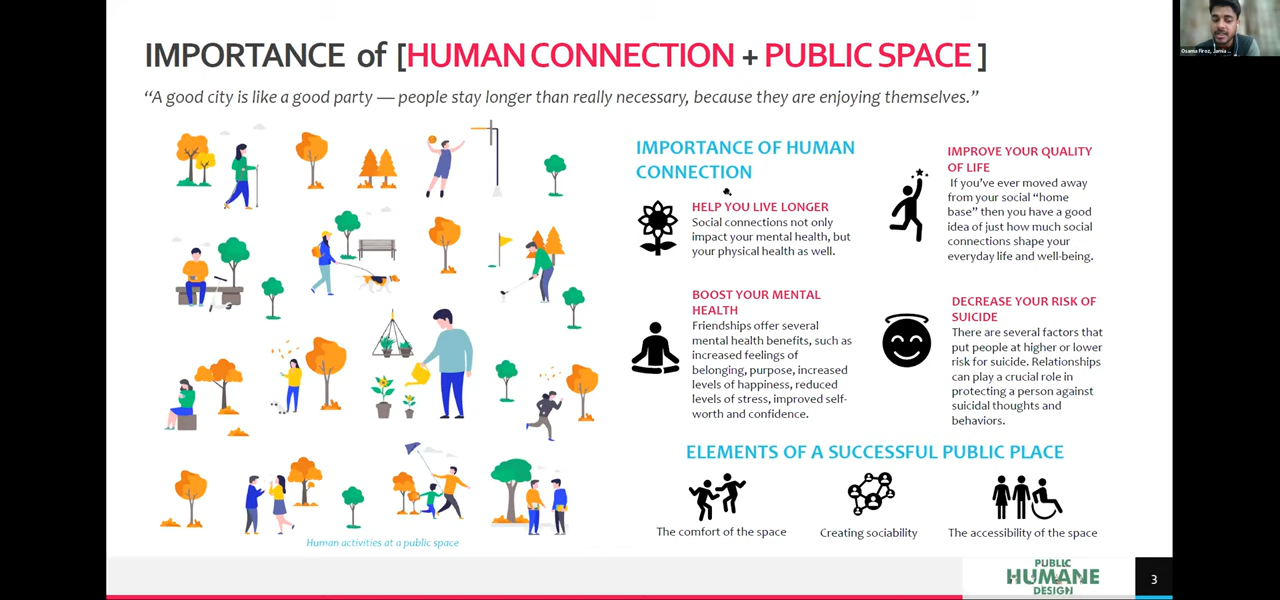 IMPORTANCE of [HUMAN CONNECTION + PUBLIC SPACE ]
“A good city is like a good party — people stay longer than really necessary, because they are enjoying themselves.”
Human activities at a public space
IMPORTANCE OF HUMAN
CONNECTION
HELP YOU LIVE LONGER
Social connections not only
impact your mental health, but
your physical health as well.
BOOST YOUR MENTAL
HEALTH
Friendships offer several
mental health benefits, such as
increased feelings of
belonging, purpose, increased
levels of happiness, reduced
levels of stress, improved self-
worth and confidence.
IMPROVE YOUR QUALITY
OF LIFE
If you’ve ever moved away
from your social “home
base” then you have a good
idea of just how much social
connections shape your
everyday life and well-being.
DECREASE YOUR RISK OF
SUICIDE
There are several factors that
put people at higher or lower
risk for suicide. Relationships
can play a crucial role in
protecting a person against
suicidal thoughts and
behaviors.
ELEMENTS OF A SUCCESSFUL PUBLIC PLACE
The comfort of the space
Creating sociability
The accessibility of the space
PUBLIC
HUMANE
DESIGN
3
Osama Firoz, Jamia ...